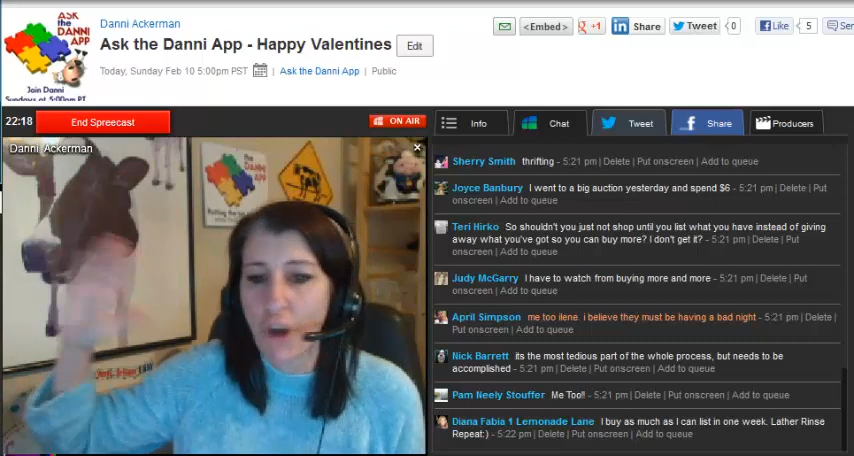 ASK
the
DANNI
APP
Join Danni
Sundays at 5:00pm PT
Danni Ackerman
Ask the Danni App - Happy Valentines
Edit
Today, Sunday Feb 10 5:00pm PST | Ask the Danni App | Public
<Embed>
+1
Share
Tweet
0
Like
5
22:18
End Spreecast
ON AIR
Info
Chat
Tweet
Share
Producers
Danni Ackerman
the
DANNI
APP
Sherry Smith thrifting - 5:21 pm | Delete | Put onscreen | Add to queue
Joyce Banbury I went to a big auction yesterday and spend $6 - 5:21 pm | Delete | Put
onscreen | Add to queue
Teri Hirko So shouldn't you just not shop until you list what you have instead of giving
away what you've got so you can buy more? I don't get it? - 5:21 pm | Delete | Put
onscreen | Add to queue
Judy McGarry I have to watch from buying more and more - 5:21 pm | Delete | Put
onscreen | Add to queue
April Simpson me too ilene i believe they must be having a bad night - 5:21 pm | Delete |
Put onscreen | Add to queue
Nick Barrett its the most tedious part of the whole process, but needs to be
accomplished - 5:21 pm | Delete | Put onscreen | Add to queue
Pam Neely Stouffer Me Too!! - 5:21 pm | Delete | Put onscreen | Add to queue
Diana Fabia 1 Lemonade Lane I buy as much as I can list in one week. Lather Rinse
Repeat:) - 5:22 pm | Delete | Put onscreen | Add to queue